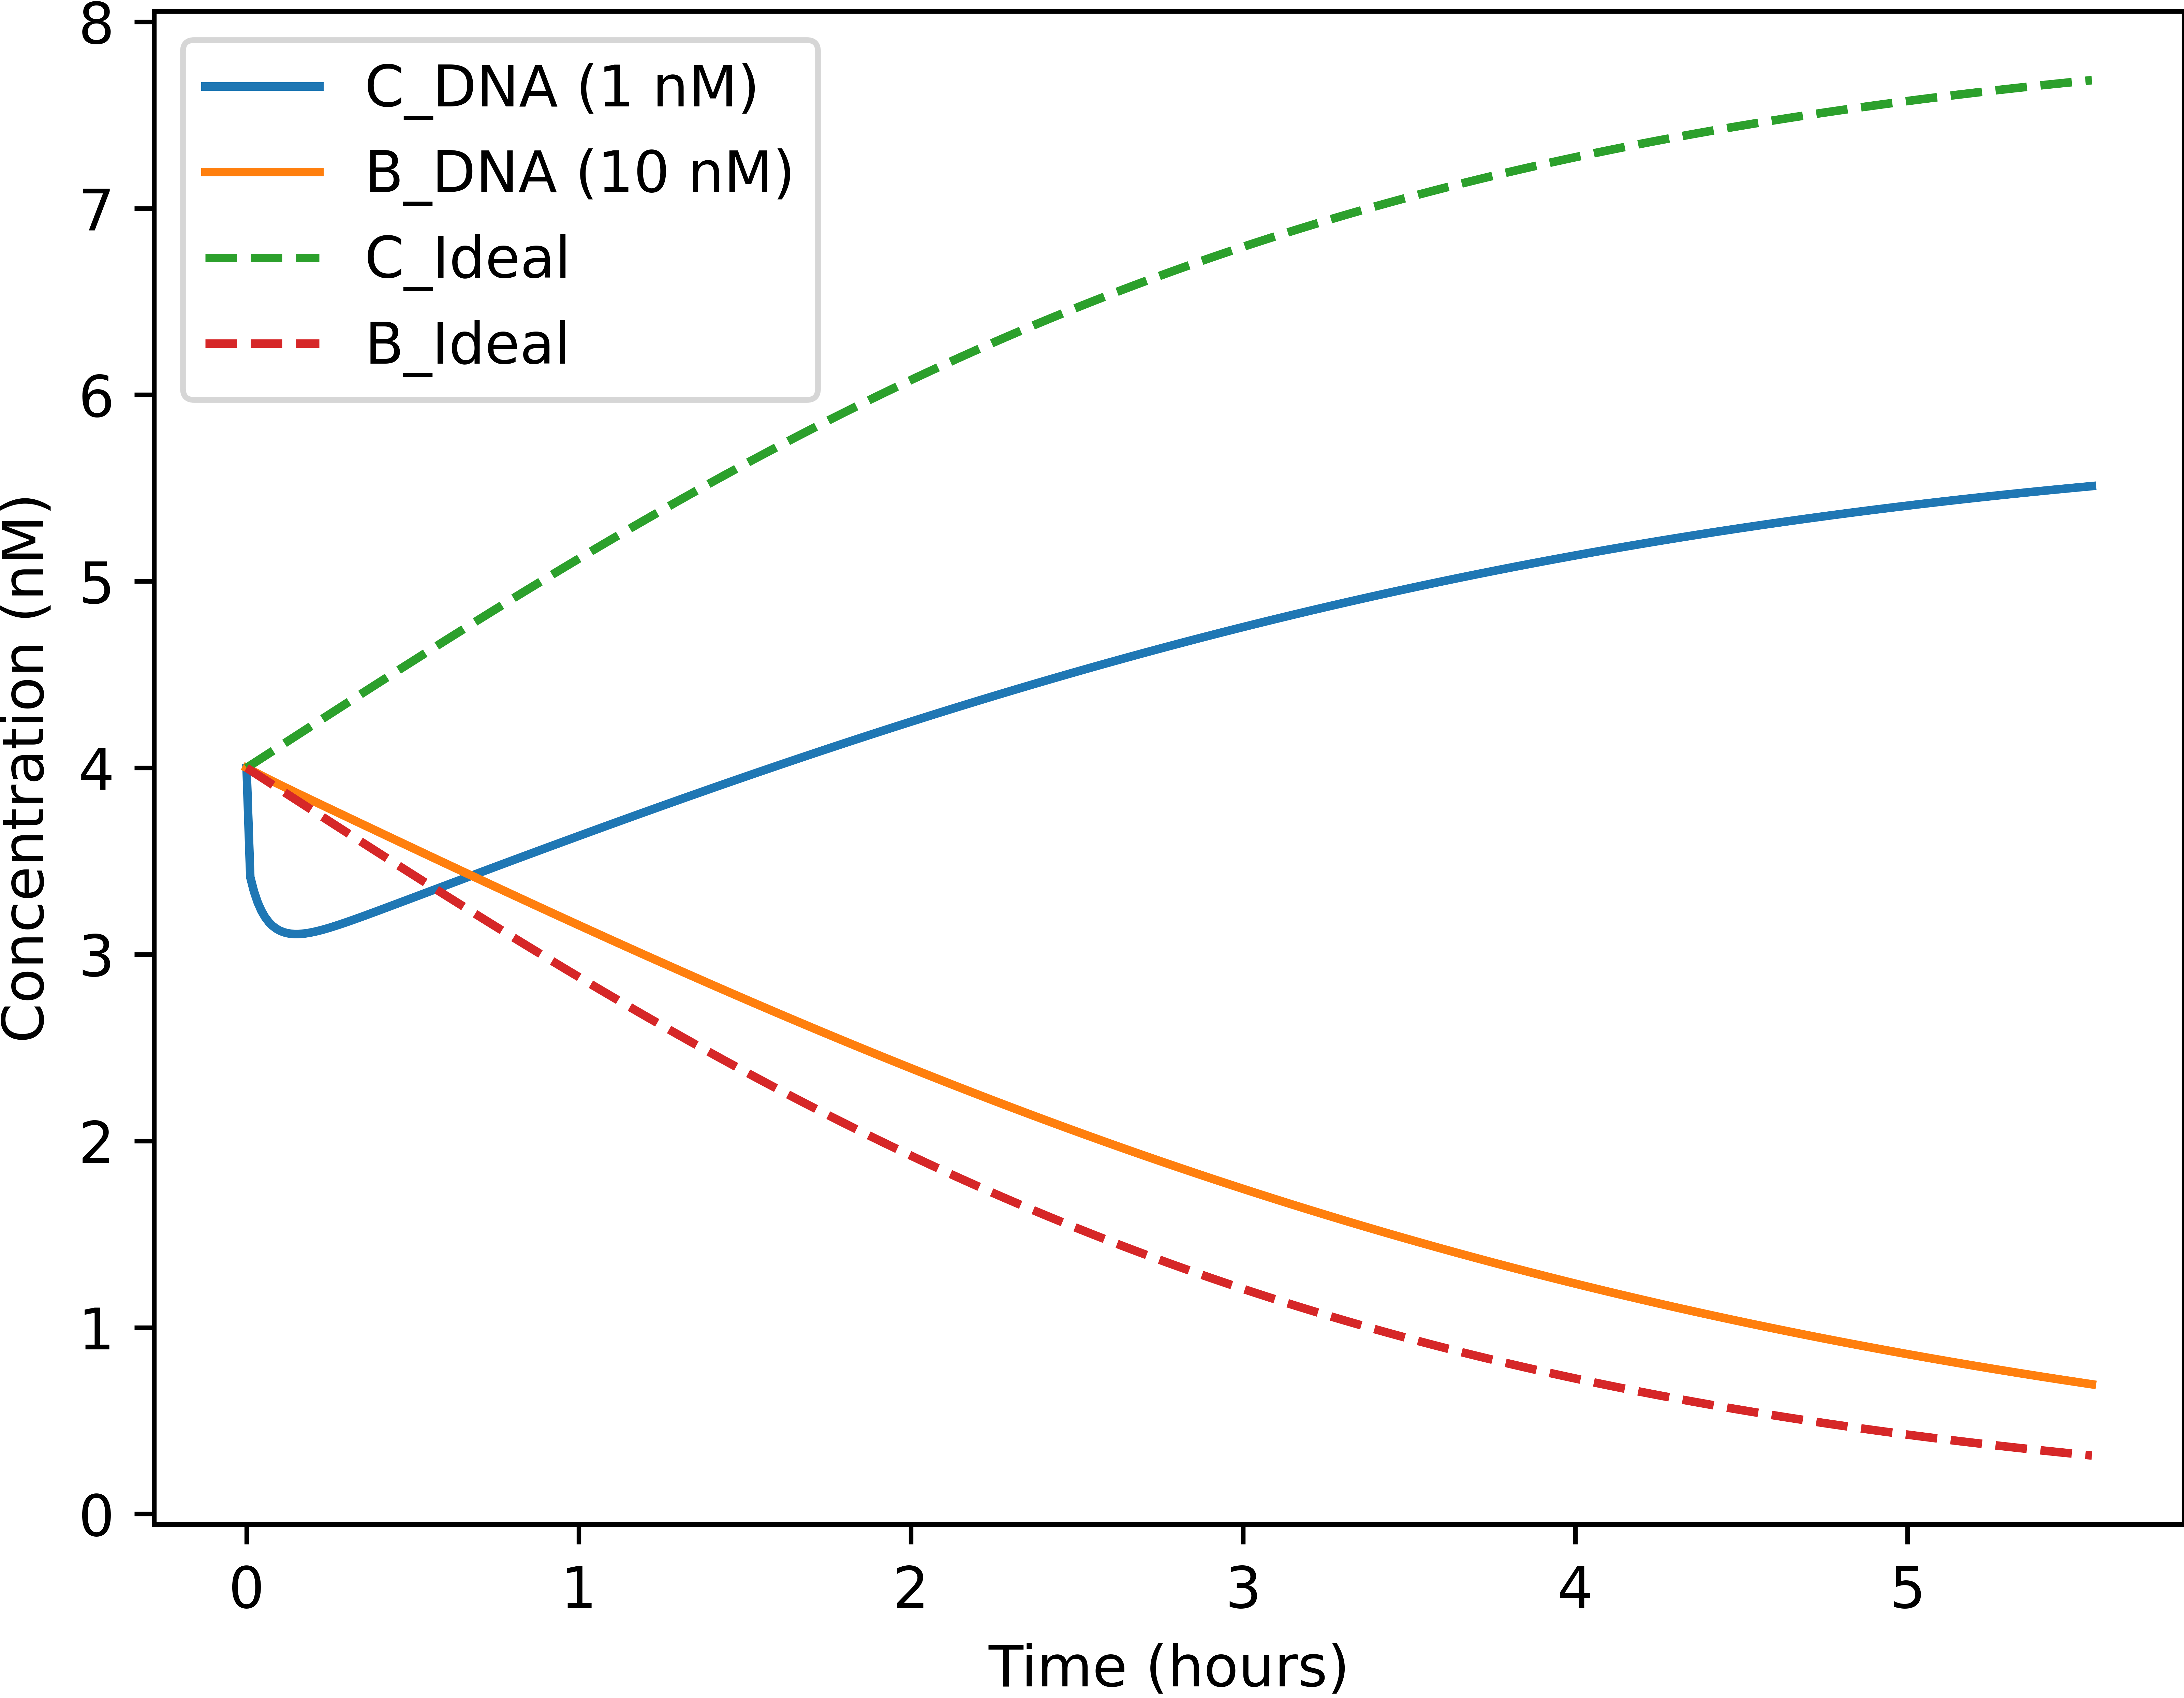 C_DNA (1 nM)
B_DNA (10 nM)
C_Ideal
B_Ideal
Concentration (nM)
8
7
6
5
4
3
2
1
0
0 1 2 3 4 5
Time (hours)